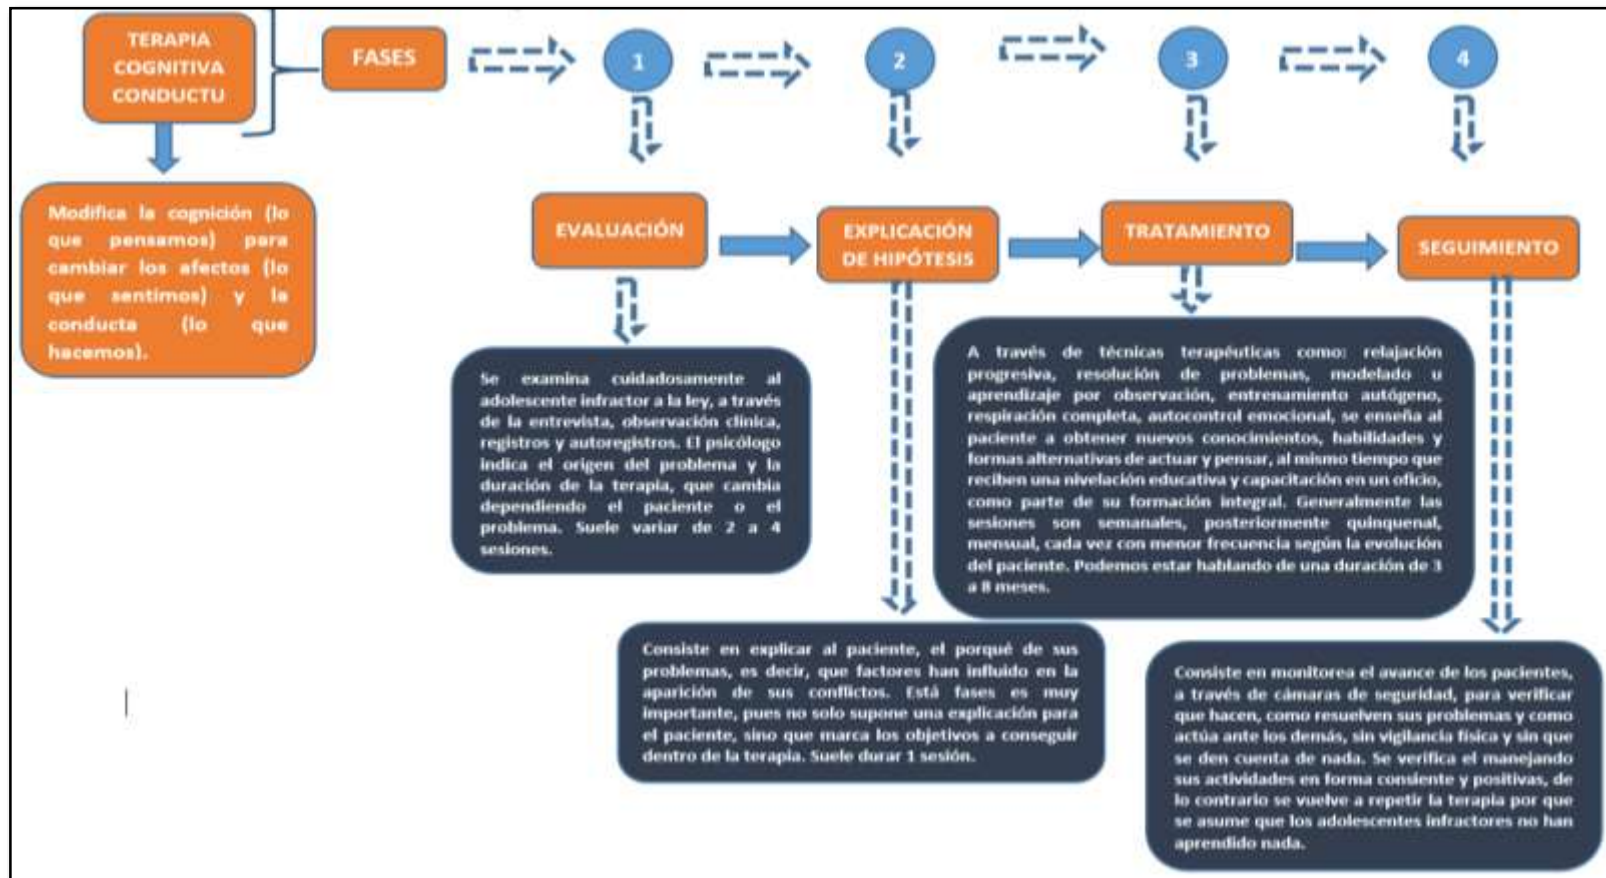 TERAPIA
COGNITIVA
CONDUCTU
FASES
1
2
3
4
Modifica la cognición (lo
que pensamos) para
cambiar los afectos (lo
que sentimos) y la
conducta (lo que
hacemos).
EVALUACIÓN
EXPLICACIÓN
DE HIPÓTESIS
TRATAMIENTO
SEGUIMIENTO
Se examina cuidadosamente al
adolescente infractor a la ley, a través
de la entrevista, observación clínica,
registros y autoregistros. El psicólogo
indica el origen del problema y la
duración de la terapia, que cambia
dependiendo el paciente o el
problema. Suele variar de 2 a 4
sesiones.
Consiste en explicar al paciente, el porqué de sus
problemas, es decir, que factores han influido en la
aparición de sus conflictos. Está fases es muy
importante, pues no solo supone una explicación para
el paciente, sino que marca los objetivos a conseguir
dentro de la terapia. Suele durar 1 sesión.
A través de técnicas terapéuticas como: relajación
progresiva, resolución de problemas, modelado u
aprendizaje por observación, entrenamiento autógeno,
respiración completa, autocontrol emocional, se enseña al
paciente a obtener nuevos conocimientos, habilidades y
formas alternativas de actuar y pensar, al mismo tiempo que
reciben una nivelación educativa y capacitación en un oficio,
como parte de su formación integral. Generalmente las
sesiones son semanales, posteriormente quinquenal,
mensual, cada vez con menor frecuencia según la evolución
del paciente. Podemos estar hablando de una duración de 3
a 8 meses.
Consiste en monitorea el avance de los pacientes,
a través de cámaras de seguridad, para verificar
que hacen, como resuelven sus problemas y como
actúa ante los demás, sin vigilancia física y sin que
se den cuenta de nada. Se verifica el manejando
sus actividades en forma consiente y positivas, de
lo contrario se vuelve a repetir la terapia por que
se asume que los adolescentes infractores no han
aprendido nada.